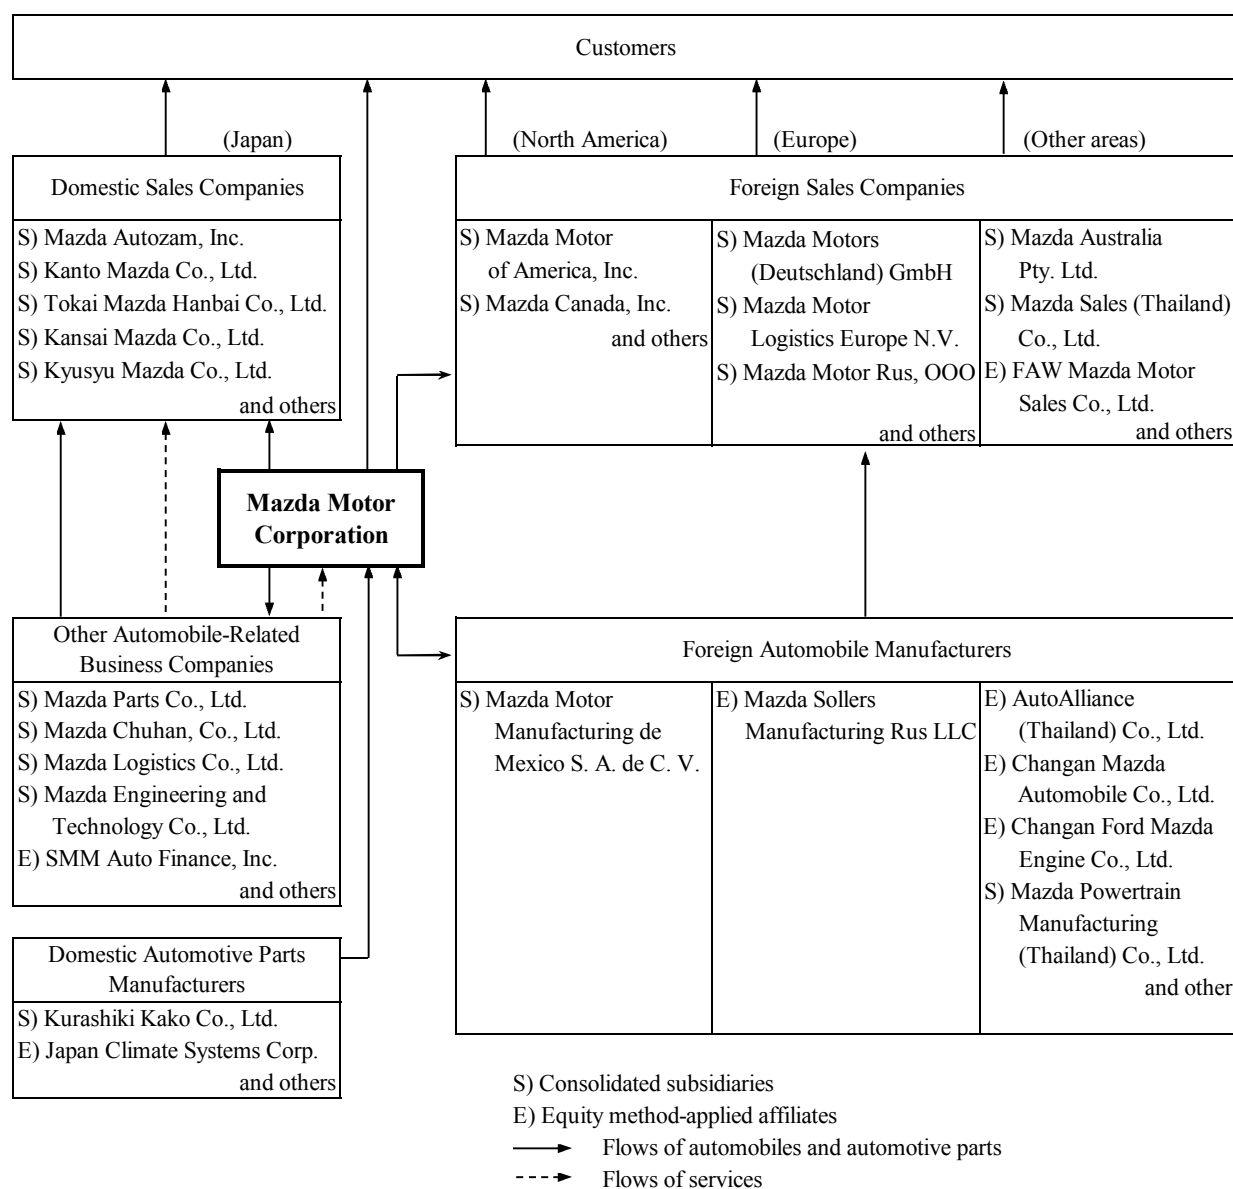 Customers
(Japan)
(North America)
(Europe)
(Other areas)
Domestic Sales Companies
S) Mazda Autozam, Inc.
S) Kanto Mazda Co., Ltd.
S) Tokai Mazda Hanbai Co., Ltd.
S) Kansai Mazda Co., Ltd.
S) Kyusyu Mazda Co., Ltd.
and others
Foreign Sales Companies
S) Mazda Motor
of America, Inc.
S) Mazda Canada, Inc.
and others
S) Mazda Motors
(Deutschland) GmbH
S) Mazda Motor
Logistics Europe N.V.
S) Mazda Motor Rus, OOO
and others
S) Mazda Australia
Pty. Ltd.
S) Mazda Sales (Thailand)
Co., Ltd.
E) FAW Mazda Motor
Sales Co., Ltd.
and others
Mazda Motor
Corporation
Other Automobile-Related
Business Companies
S) Mazda Parts Co., Ltd.
S) Mazda Chuhan, Co., Ltd.
S) Mazda Logistics Co., Ltd.
S) Mazda Engineering and
Technology Co., Ltd.
E) SMM Auto Finance, Inc.
and others
Foreign Automobile Manufacturers
S) Mazda Motor
Manufacturing de
Mexico S. A. de C. V.
E) Mazda Sollers
Manufacturing Rus LLC
E) AutoAlliance
(Thailand) Co., Ltd.
E) Changan Mazda
Automobile Co., Ltd.
E) Changan Ford Mazda
Engine Co., Ltd.
S) Mazda Powertrain
Manufacturing
(Thailand) Co., Ltd.
and other
Domestic Automotive Parts
Manufacturers
S) Kurashiki Kako Co., Ltd.
E) Japan Climate Systems Corp.
and others
S) Consolidated subsidiaries
E) Equity method-applied affiliates
Flows of automobiles and automotive parts
Flows of services